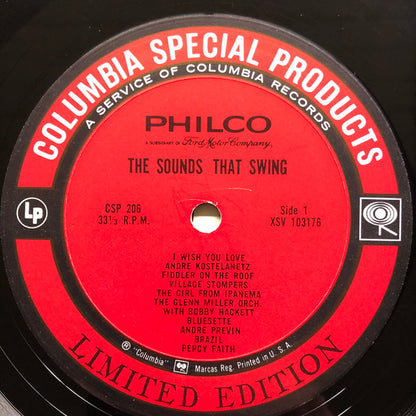 COLUMBIA SPECIAL PRODUCTS
A SERVICE OF COLUMBIA RECORDS
PHILCO
A SUBSIDIARY OF Ford Motor Company,
THE SOUNDS THAT SWING
Lp
CSP 206
33⅓ R.P.M.
Side 1
XSV 103176
I WISH YOU LOVE
ANDRE KOSTELANETZ
FIDDLER ON THE ROOF
VILLAGE STOMPERS
THE GIRL FROM IPANEMA
THE GLENN MILLER ORCH.
WITH BOBBY HACKETT
BLUESETTE
ANDRE PREVIN
BRAZIL
PERCY FAITH
® "Columbia" Marcas Reg. Printed in U. S. A.
LIMITED EDITION